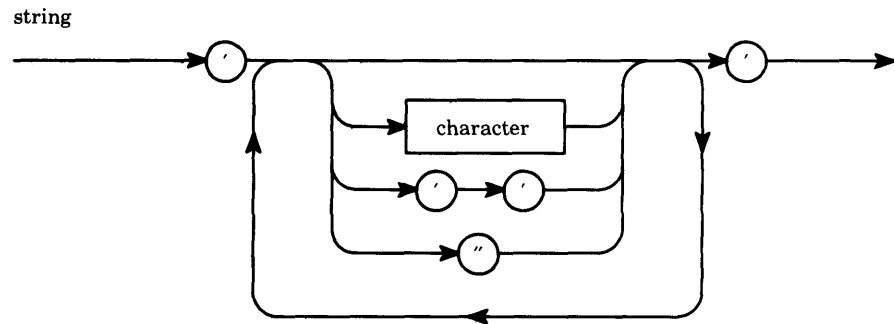 string
' '
character
' '
"